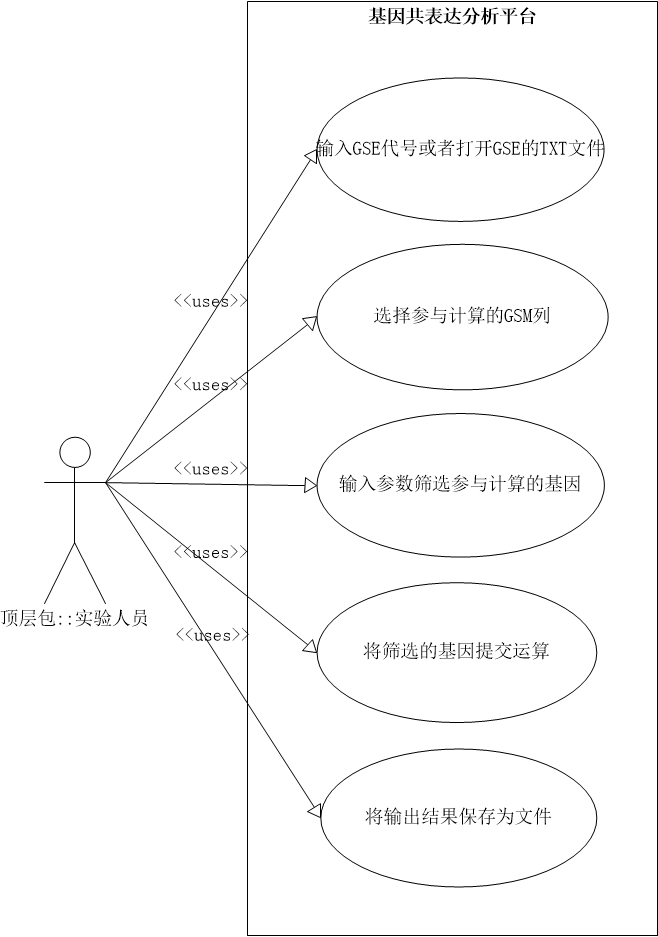 基因共表达分析平台
输入GSE代号或者打开GSE的TXT文件
<<uses>>
选择参与计算的GSM列
<<uses>>
<<uses>>
输入参数筛选参与计算的基因
<<uses>>
顶层包::实验人员
<<uses>>
将筛选的基因提交运算
将输出结果保存为文件